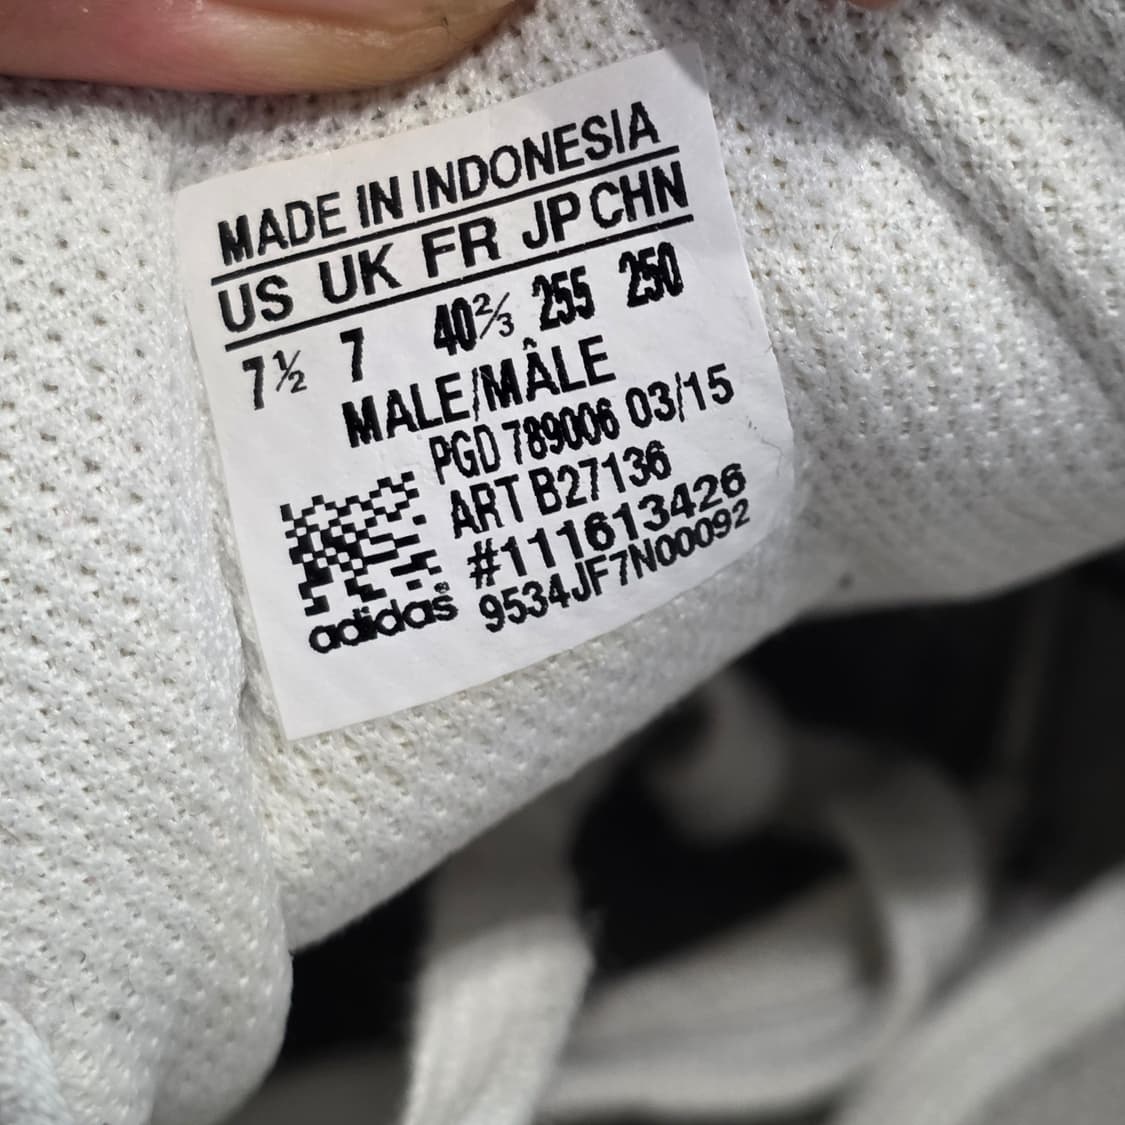 MADE IN INDONESIA
US UK FR JP CHN
7½ 7 40⅔ 255 250
MALE/MÂLE
PGD 789006 03/15
ART B27136
#111613426
adidas® 9534JF7N00092